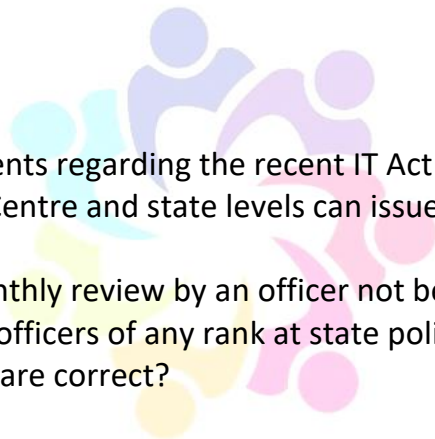 ents regarding the recent IT Act
Centre and state levels can issue
nthly review by an officer not be
officers of any rank at state poli
are correct?